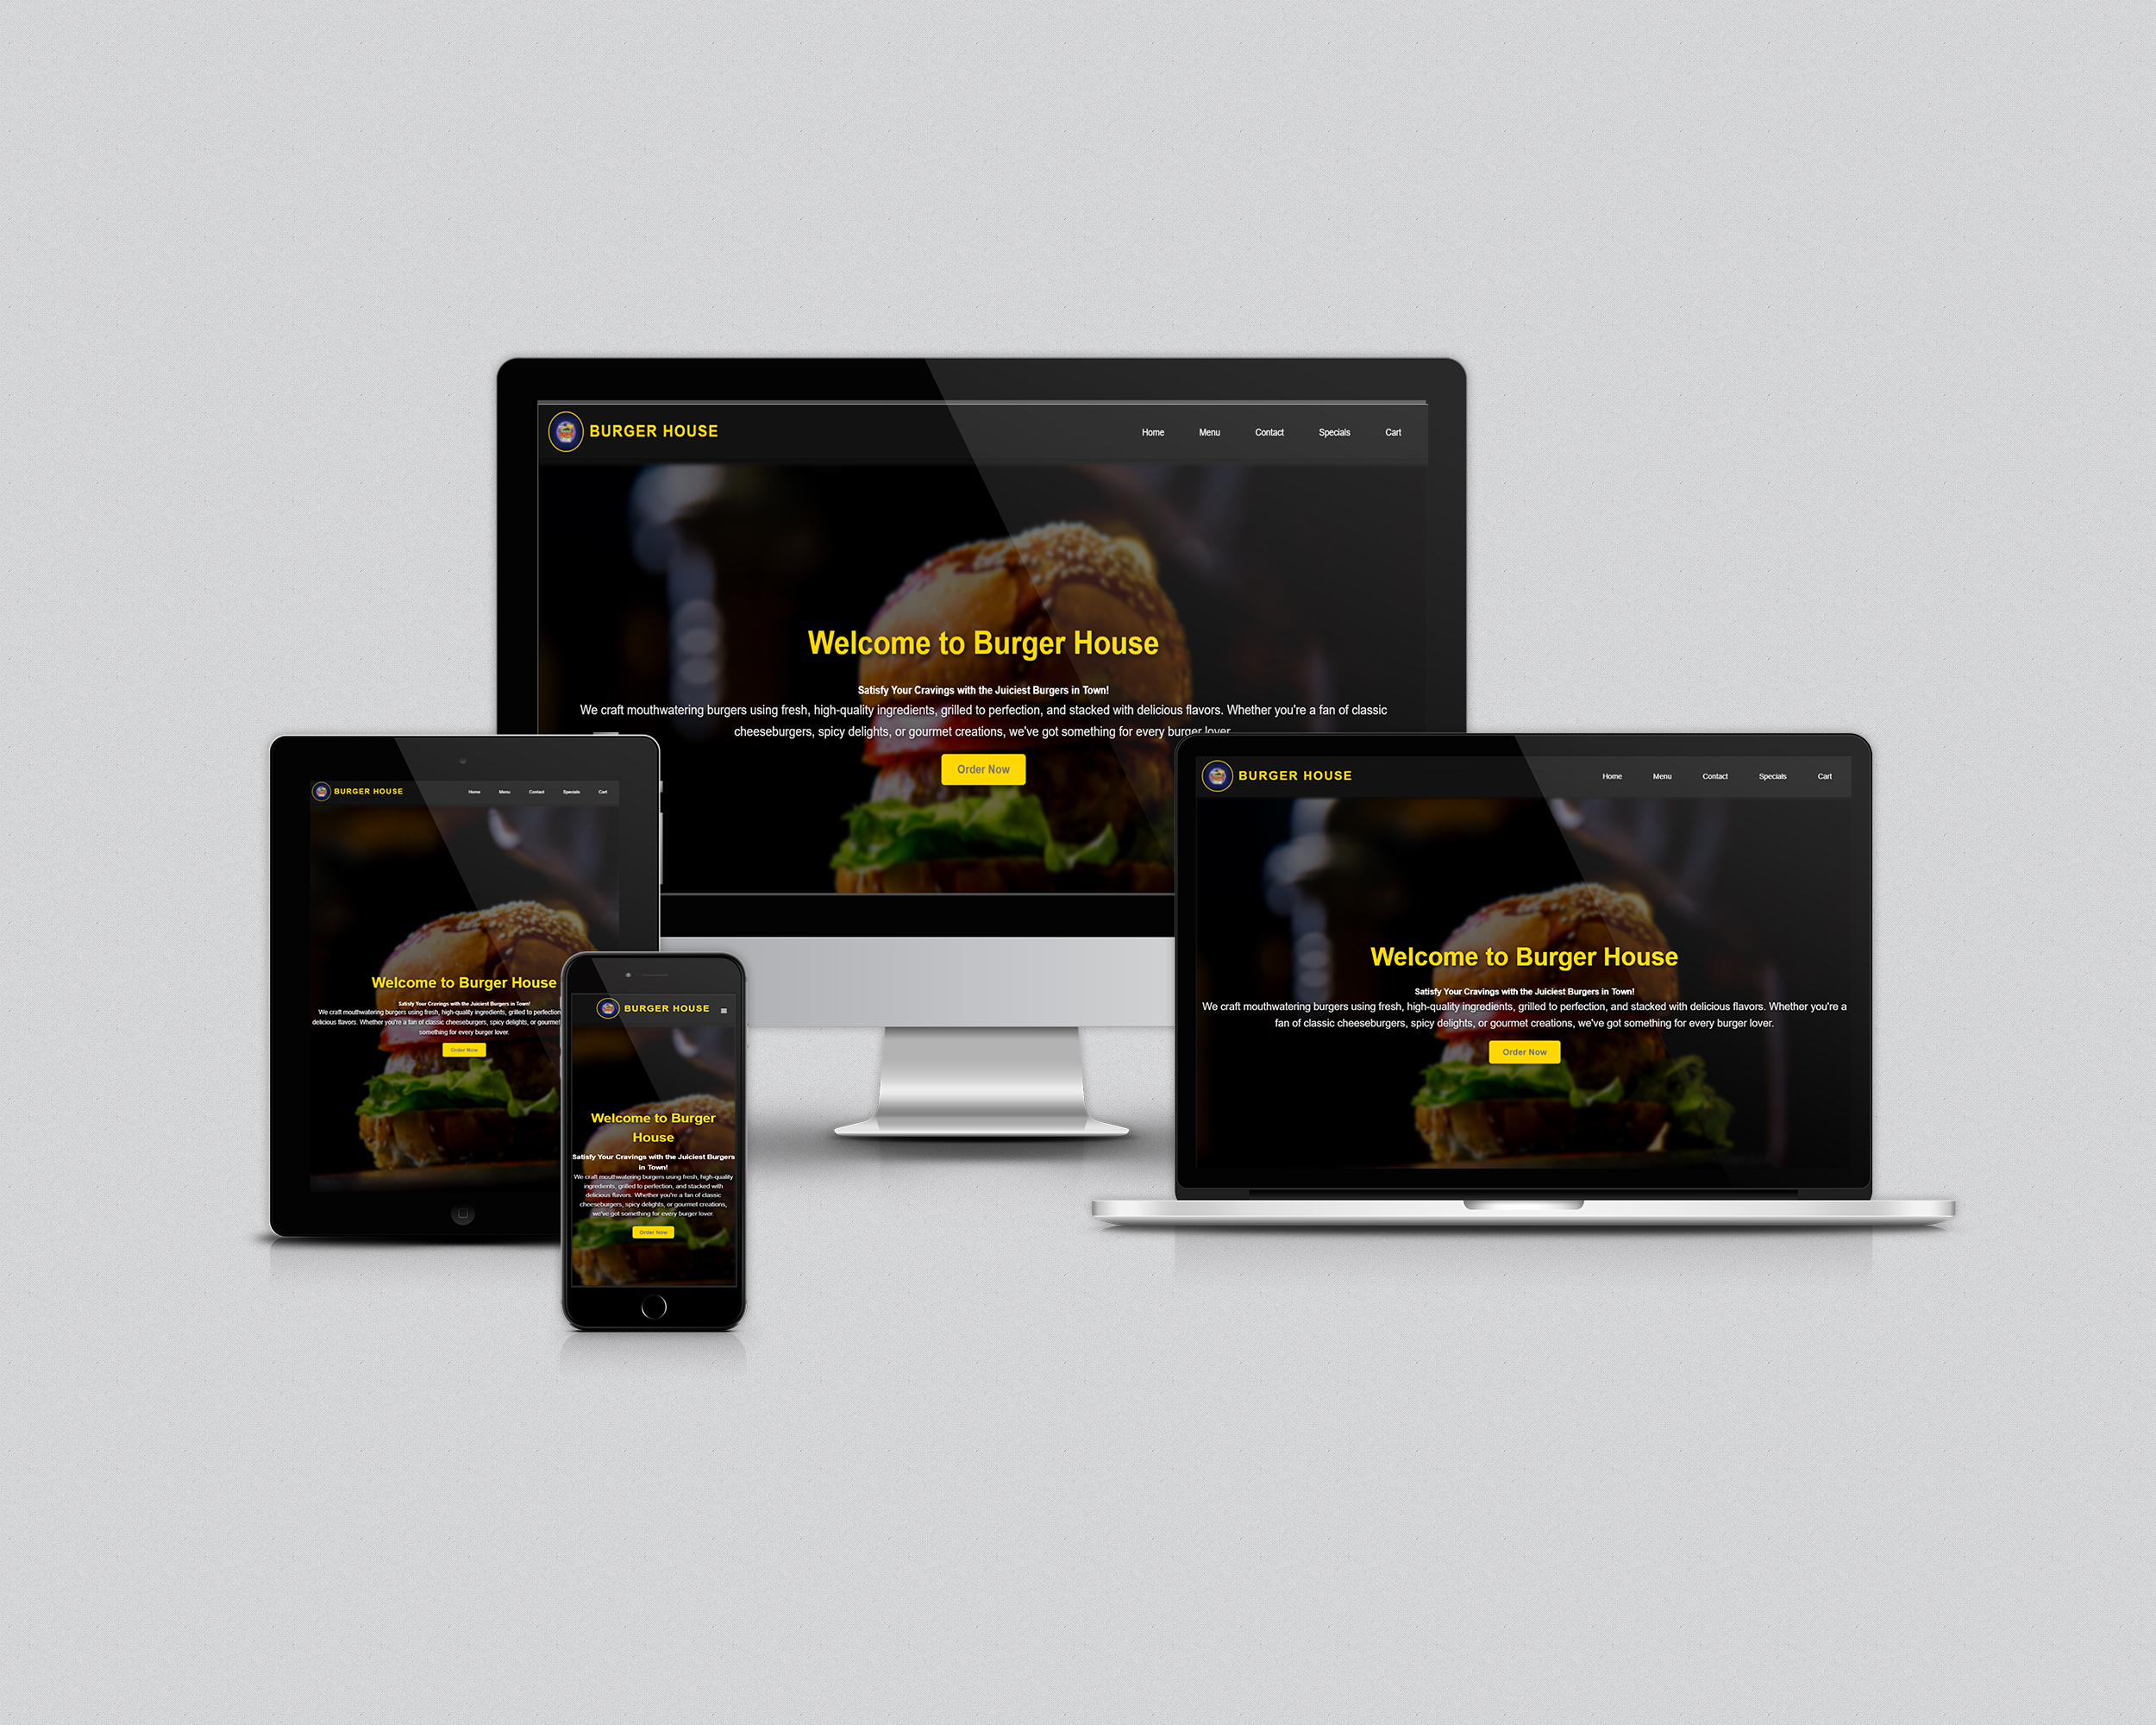 BURGER HOUSE
Home Menu Contact Specials Cart
Welcome to Burger House
Satisfy Your Cravings with the Juiciest Burgers in Town!
We craft mouthwatering burgers using fresh, high-quality ingredients, grilled to perfection, and stacked with delicious flavors. Whether you're a fan of classic
cheeseburgers, spicy delights, or gourmet creations, we've got something for every burger lover.
Order Now
BURGER HOUSE
Home Menu Contact Specials Cart
Welcome to Burger House
Satisfy Your Cravings with the Juiciest Burgers in Town!
We craft mouthwatering burgers using fresh, high-quality ingredients, grilled to perfection
delicious flavors. Whether you're a fan of classic cheeseburgers, spicy delights, or gourmet
something for every burger lover.
Order Now
BURGER HOUSE
Welcome to Burger
House
Satisfy Your Cravings with the Juiciest Burgers
in Town!
We craft mouthwatering burgers using fresh, high-quality
ingredients, grilled to perfection, and stacked with
delicious flavors. Whether you're a fan of classic
cheeseburgers, spicy delights, or gourmet creations,
we've got something for every burger lover.
Order Now
BURGER HOUSE
Home Menu Contact Specials Cart
Welcome to Burger House
Satisfy Your Cravings with the Juiciest Burgers in Town!
We craft mouthwatering burgers using fresh, high-quality ingredients, grilled to perfection, and stacked with delicious flavors. Whether you're a
fan of classic cheeseburgers, spicy delights, or gourmet creations, we've got something for every burger lover.
Order Now